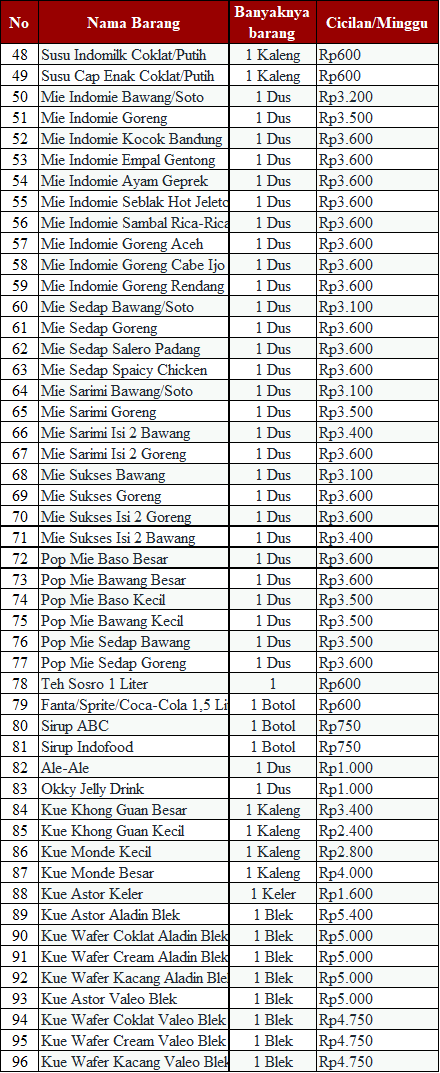 No Nama Barang Banyaknya barang Cicilan/Minggu
48 Susu Indomilk Coklat/Putih 1 Kaleng Rp600
49 Susu Cap Enak Coklat/Putih 1 Kaleng Rp600
50 Mie Indomie Bawang/Soto 1 Dus Rp3.200
51 Mie Indomie Goreng 1 Dus Rp3.500
52 Mie Indomie Kocok Bandung 1 Dus Rp3.600
53 Mie Indomie Empal Gentong 1 Dus Rp3.600
54 Mie Indomie Ayam Geprek 1 Dus Rp3.600
55 Mie Indomie Seblak Hot Jeleto 1 Dus Rp3.600
56 Mie Indomie Sambal Rica-Rica 1 Dus Rp3.600
57 Mie Indomie Goreng Aceh 1 Dus Rp3.600
58 Mie Indomie Goreng Cabe Ijo 1 Dus Rp3.600
59 Mie Indomie Goreng Rendang 1 Dus Rp3.600
60 Mie Sedap Bawang/Soto 1 Dus Rp3.100
61 Mie Sedap Goreng 1 Dus Rp3.600
62 Mie Sedap Salero Padang 1 Dus Rp3.600
63 Mie Sedap Spaicy Chicken 1 Dus Rp3.600
64 Mie Sarimi Bawang/Soto 1 Dus Rp3.100
65 Mie Sarimi Goreng 1 Dus Rp3.500
66 Mie Sarimi Isi 2 Bawang 1 Dus Rp3.400
67 Mie Sarimi Isi 2 Goreng 1 Dus Rp3.600
68 Mie Sukses Bawang 1 Dus Rp3.100
69 Mie Sukses Goreng 1 Dus Rp3.600
70 Mie Sukses Isi 2 Goreng 1 Dus Rp3.600
71 Mie Sukses Isi 2 Bawang 1 Dus Rp3.400
72 Pop Mie Baso Besar 1 Dus Rp3.600
73 Pop Mie Bawang Besar 1 Dus Rp3.600
74 Pop Mie Baso Kecil 1 Dus Rp3.500
75 Pop Mie Bawang Kecil 1 Dus Rp3.500
76 Pop Mie Sedap Bawang 1 Dus Rp3.500
77 Pop Mie Sedap Goreng 1 Dus Rp3.600
78 Teh Sosro 1 Liter 1 Rp600
79 Fanta/Sprite/Coca-Cola 1,5 Li 1 Botol Rp600
80 Sirup ABC 1 Botol Rp750
81 Sirup Indofood 1 Botol Rp750
82 Ale-Ale 1 Dus Rp1.000
83 Okky Jelly Drink 1 Dus Rp1.000
84 Kue Khong Guan Besar 1 Kaleng Rp3.400
85 Kue Khong Guan Kecil 1 Kaleng Rp2.400
86 Kue Monde Kecil 1 Kaleng Rp2.800
87 Kue Monde Besar 1 Kaleng Rp4.000
88 Kue Astor Keler 1 Keler Rp1.600
89 Kue Astor Aladin Blek 1 Blek Rp5.400
90 Kue Wafer Coklat Aladin Blek 1 Blek Rp5.000
91 Kue Wafer Cream Aladin Blek 1 Blek Rp5.000
92 Kue Wafer Kacang Aladin Blek 1 Blek Rp5.000
93 Kue Astor Valeo Blek 1 Blek Rp5.000
94 Kue Wafer Coklat Valeo Blek 1 Blek Rp4.750
95 Kue Wafer Cream Valeo Blek 1 Blek Rp4.750
96 Kue Wafer Kacang Valeo Blek 1 Blek Rp4.750